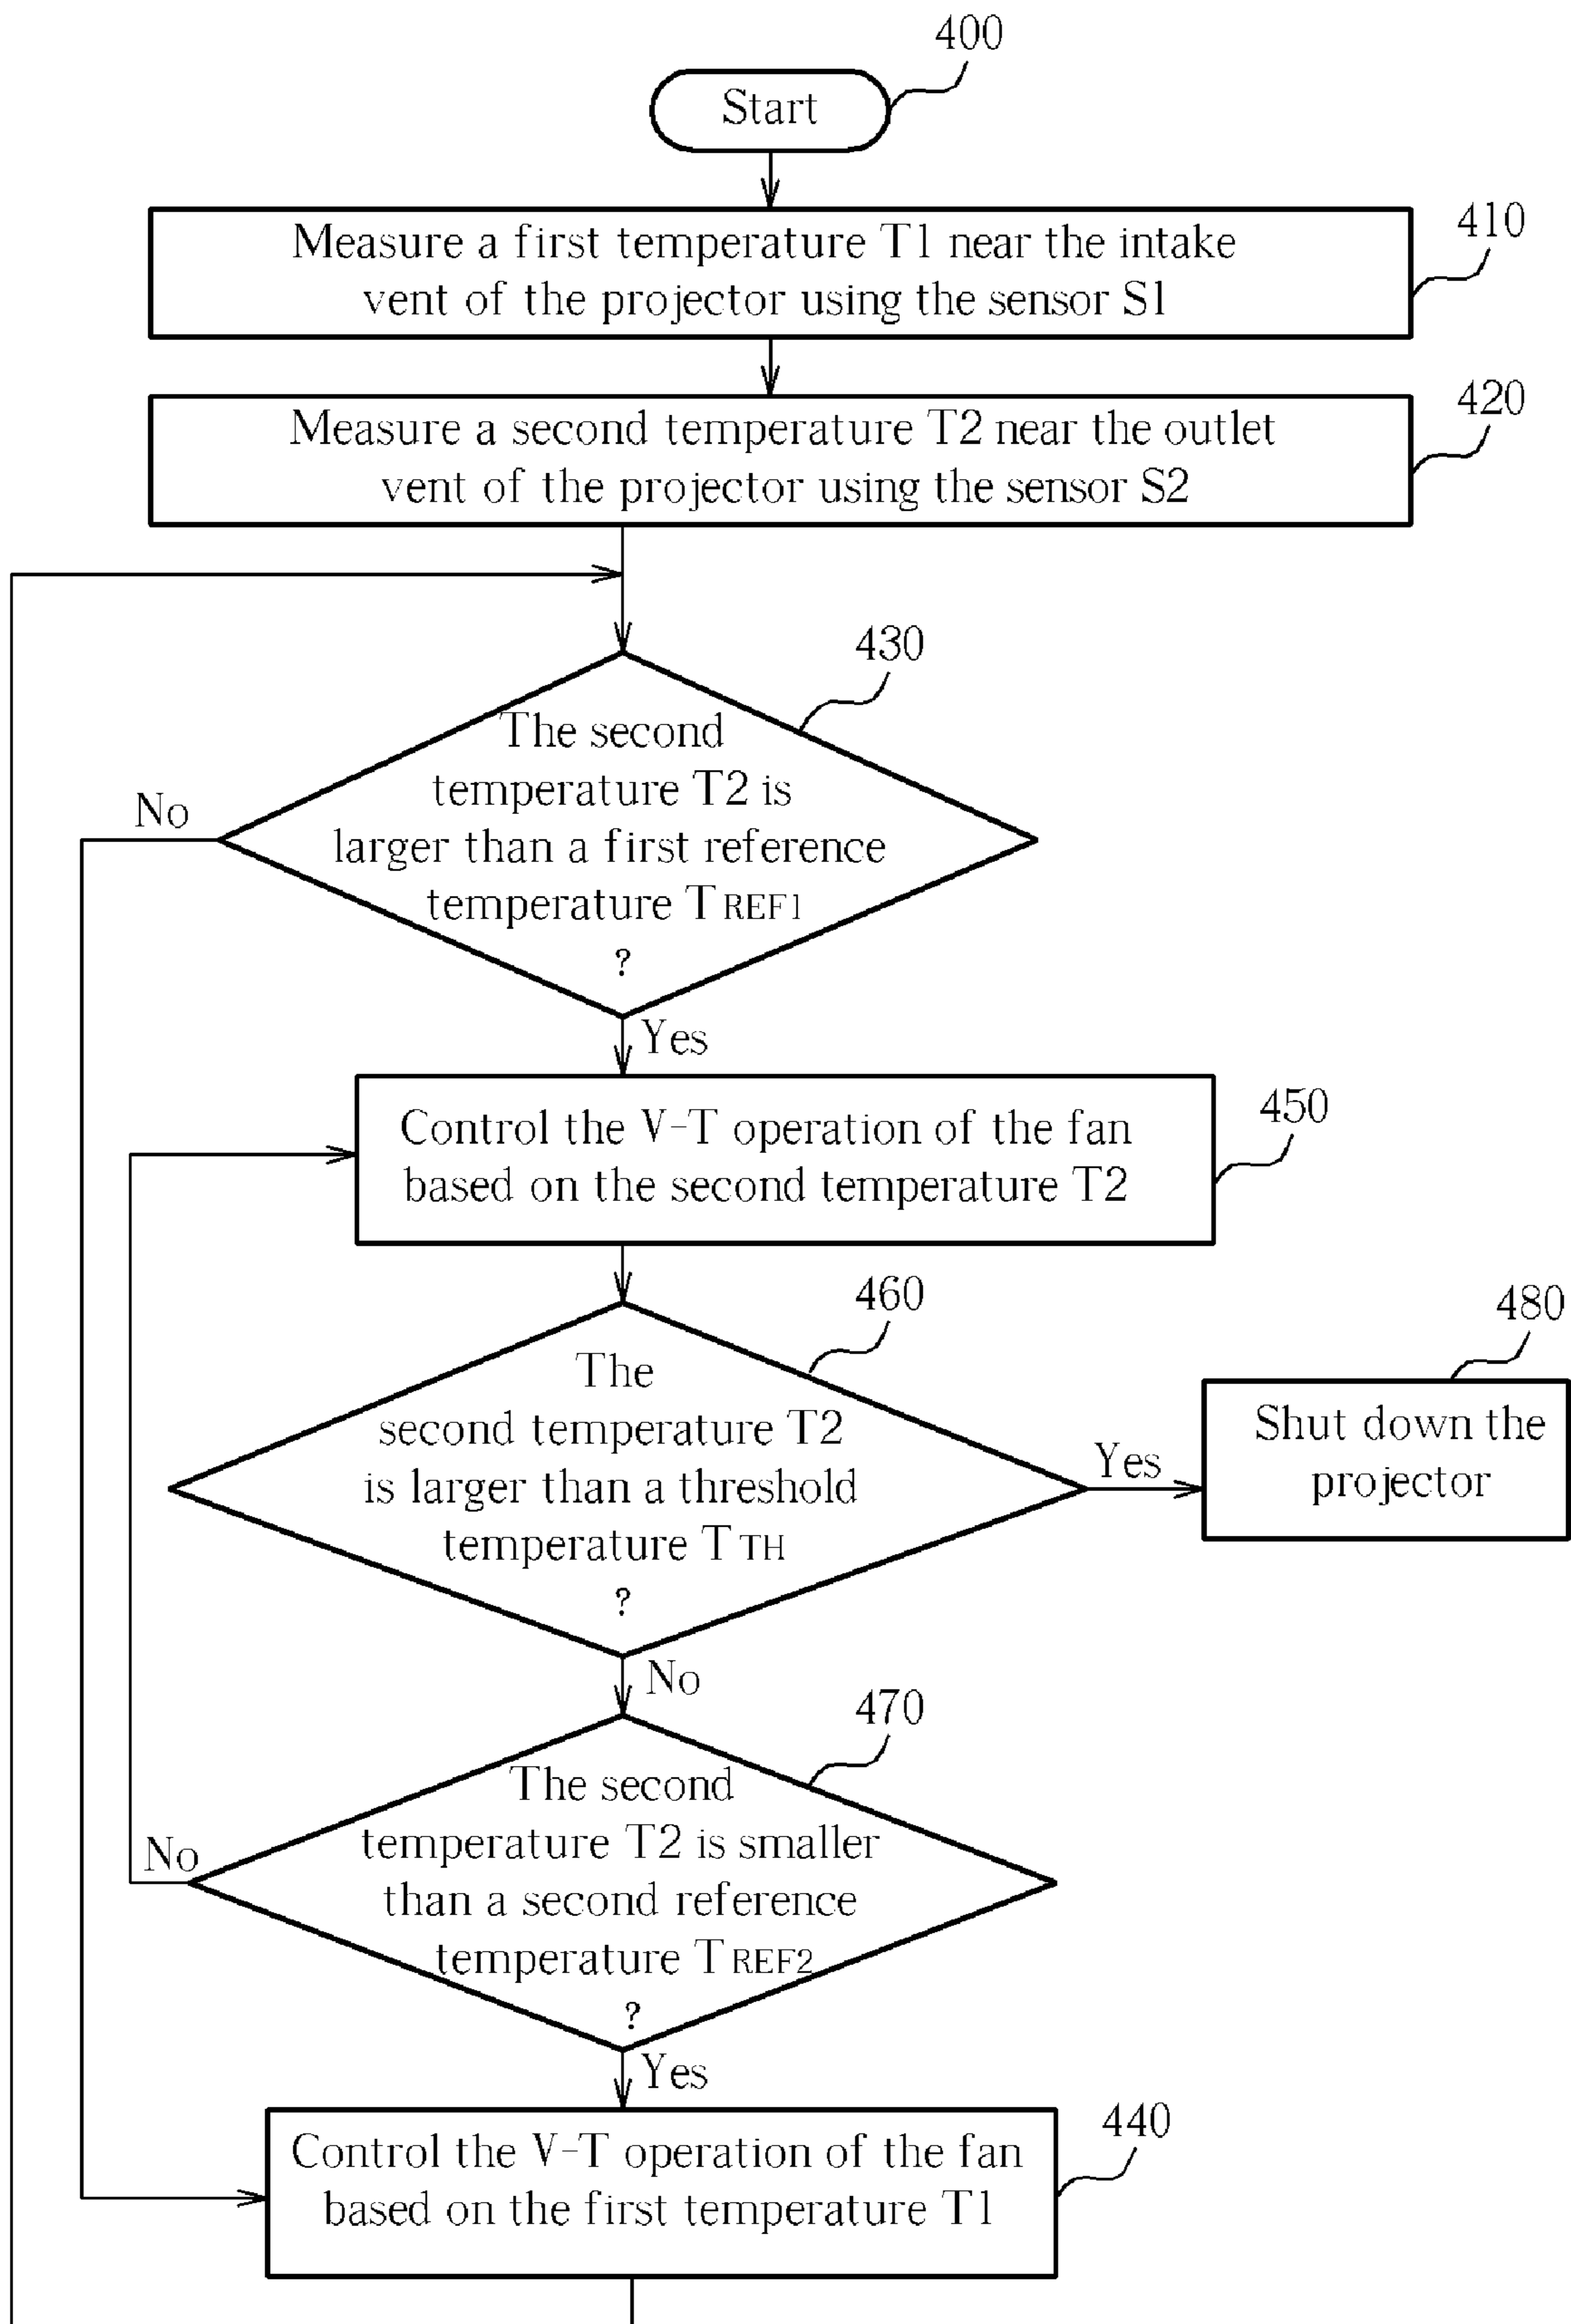 400
Start
Measure a first temperature T1 near the intake
vent of the projector using the sensor S1
410
Measure a second temperature T2 near the outlet
vent of the projector using the sensor S2
420
430
The second
temperature T2 is
larger than a first reference
temperature TREF1
?
No
Yes
Control the V-T operation of the fan
based on the second temperature T2
450
460
The
second temperature T2
is larger than a threshold
temperature TTH
?
Yes
480
Shut down the
projector
No
470
The second
temperature T2 is smaller
than a second reference
temperature TREF2
?
No
Yes
Control the V-T operation of the fan
based on the first temperature T1
440